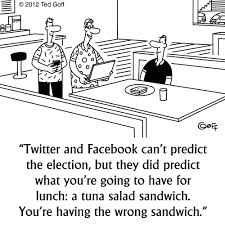 © 2012 Ted Goff
©GOFF
“Twitter and Facebook can’t predict
the election, but they did predict
what you’re going to have for
lunch: a tuna salad sandwich.
You’re having the wrong sandwich.”